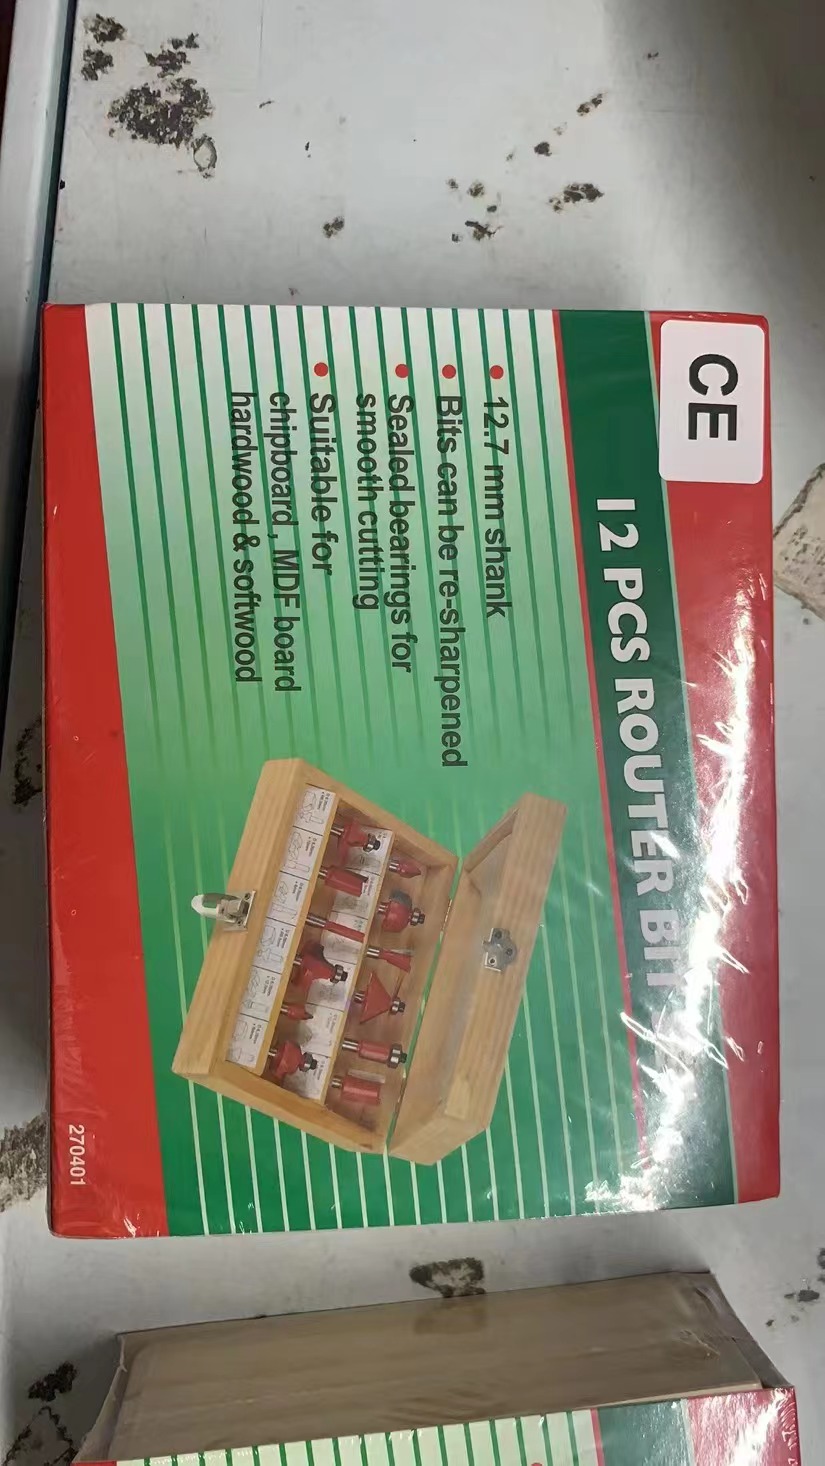 CE
12 PCS ROUTER BIT
12.7 mm shank
Bits can be re-sharpened
Sealed bearings for
smooth cutting
Suitable for
chipboard , MDF board
hardwood & softwood
270401